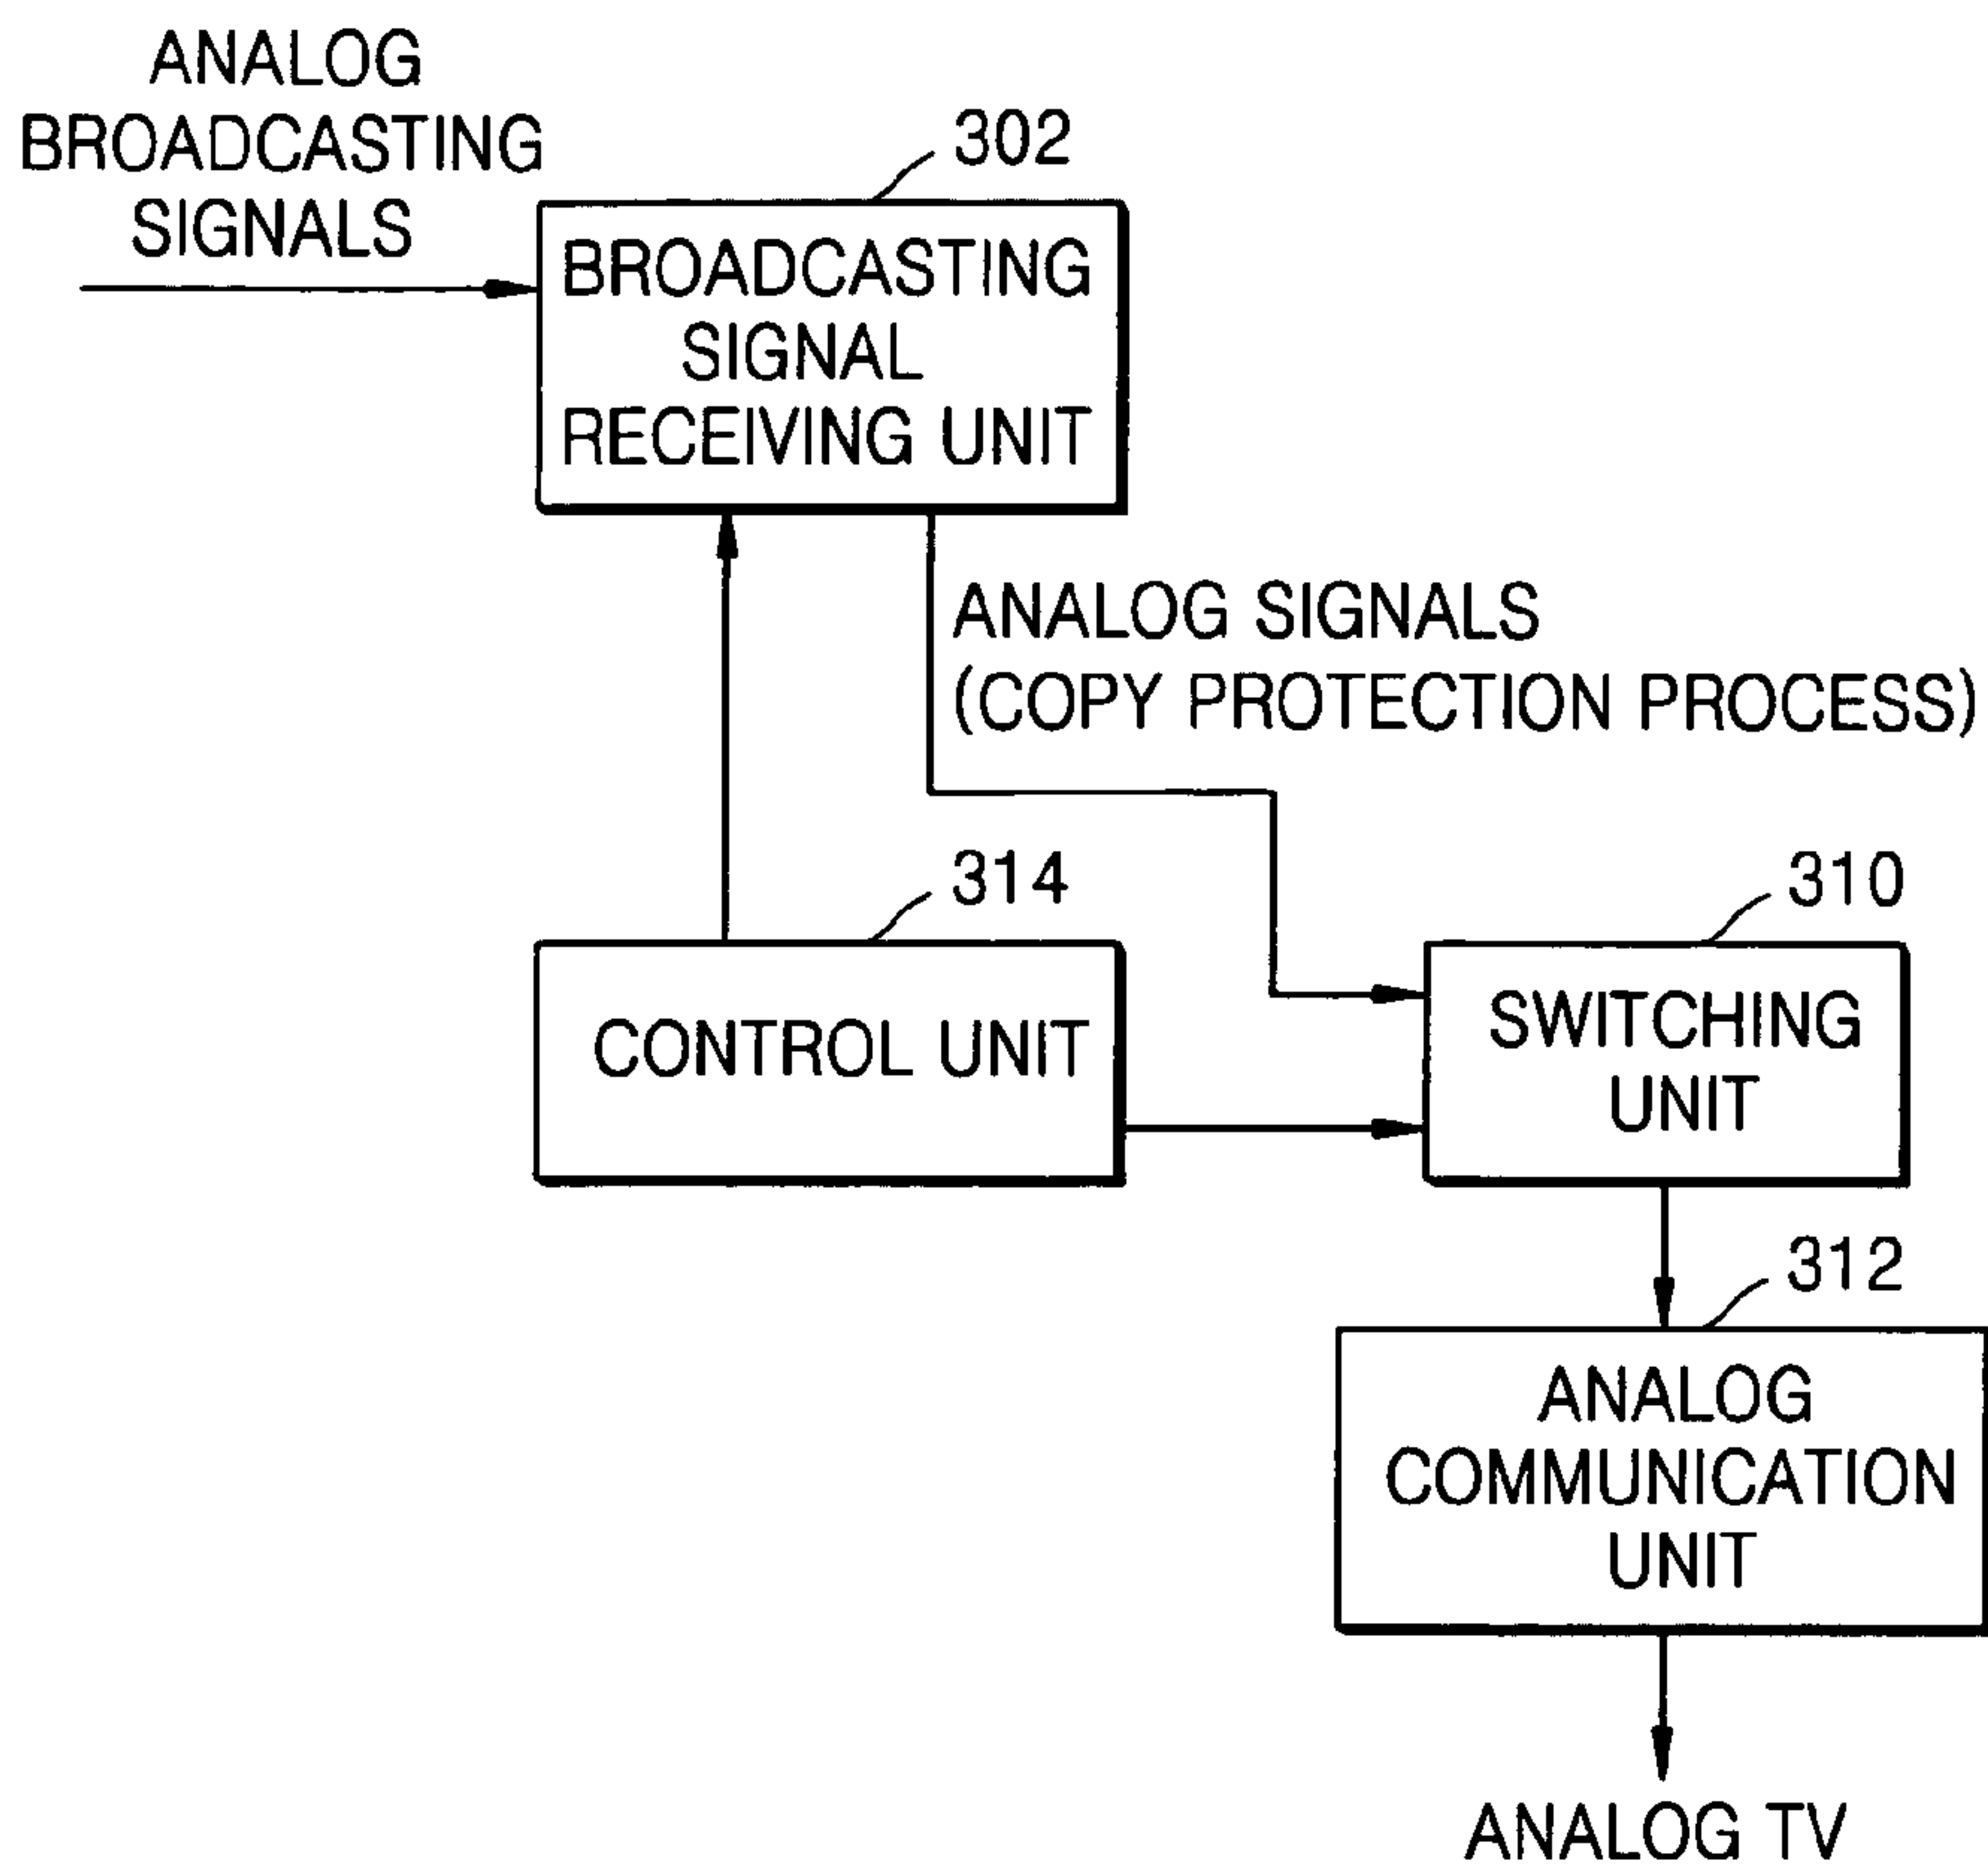 ANALOG
BROADCASTING
SIGNALS
302
BROADCASTING
SIGNAL
RECEIVING UNIT
ANALOG SIGNALS
(COPY PROTECTION PROCESS)
314
CONTROL UNIT
310
SWITCHING
UNIT
312
ANALOG
COMMUNICATION
UNIT
ANALOG TV